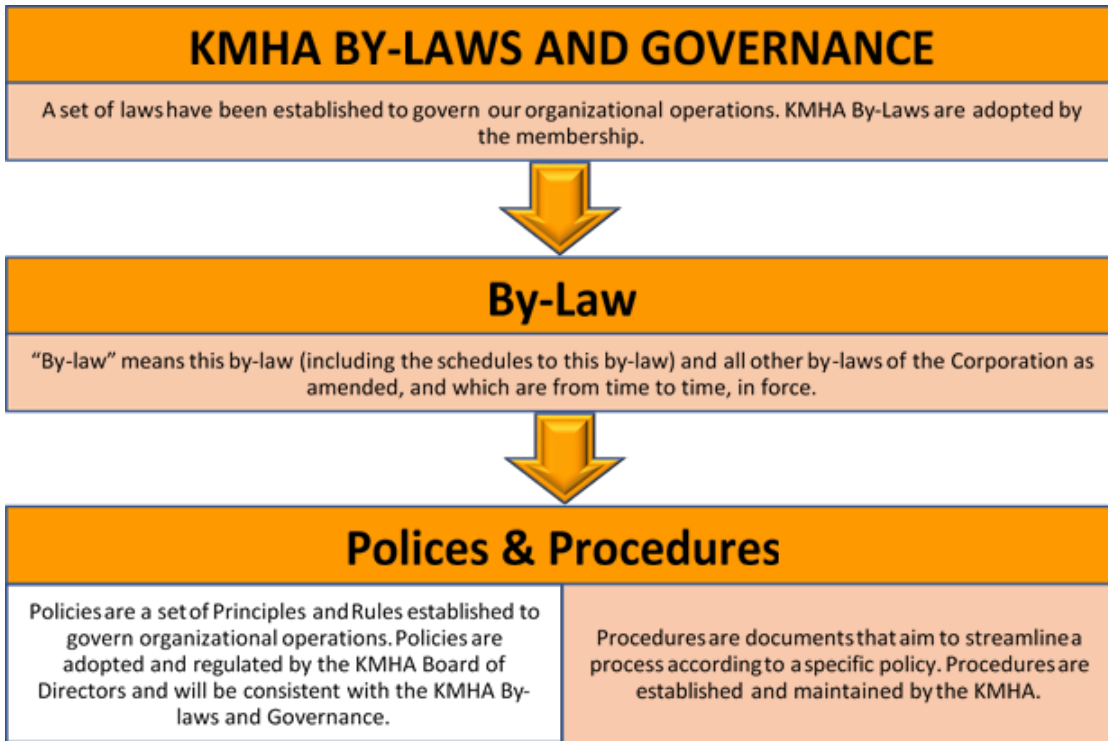 KMHA BY-LAWS AND GOVERNANCE
A set of laws have been established to govern our organizational operations. KMHA By-Laws are adopted by
the membership.
By-Law
“By-law” means this by-law (including the schedules to this by-law) and all other by-laws of the Corporation as
amended, and which are from time to time, in force.
Polices & Procedures
Policies are a set of Principles and Rules established to
govern organizational operations. Policies are
adopted and regulated by the KMHA Board of
Directors and will be consistent with the KMHA By-
laws and Governance.
Procedures are documents that aim to streamline a
process according to a specific policy. Procedures are
established and maintained by the KMHA.